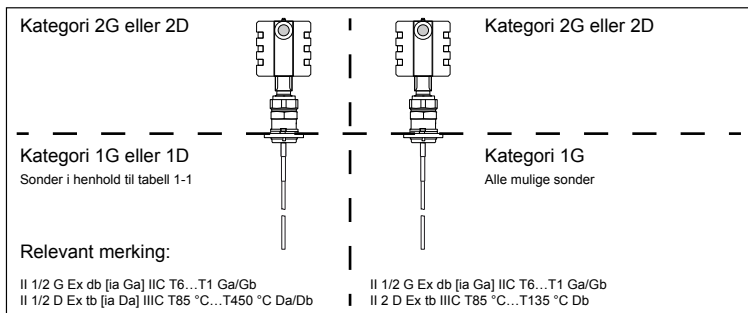 Kategori 2G eller 2D
Kategori 2G eller 2D
Kategori 1G eller 1D
Sonder i henhold til tabell 1-1
Kategori 1G
Alle mulige sonder
Relevant merking:
II 1/2 G Ex db [ia Ga] IIC T6…T1 Ga/Gb
II 1/2 D Ex tb [ia Da] IIIC T85 °C…T450 °C Da/Db
II 1/2 G Ex db [ia Ga] IIC T6…T1 Ga/Gb
II 2 D Ex tb IIIC T85 °C…T135 °C Db